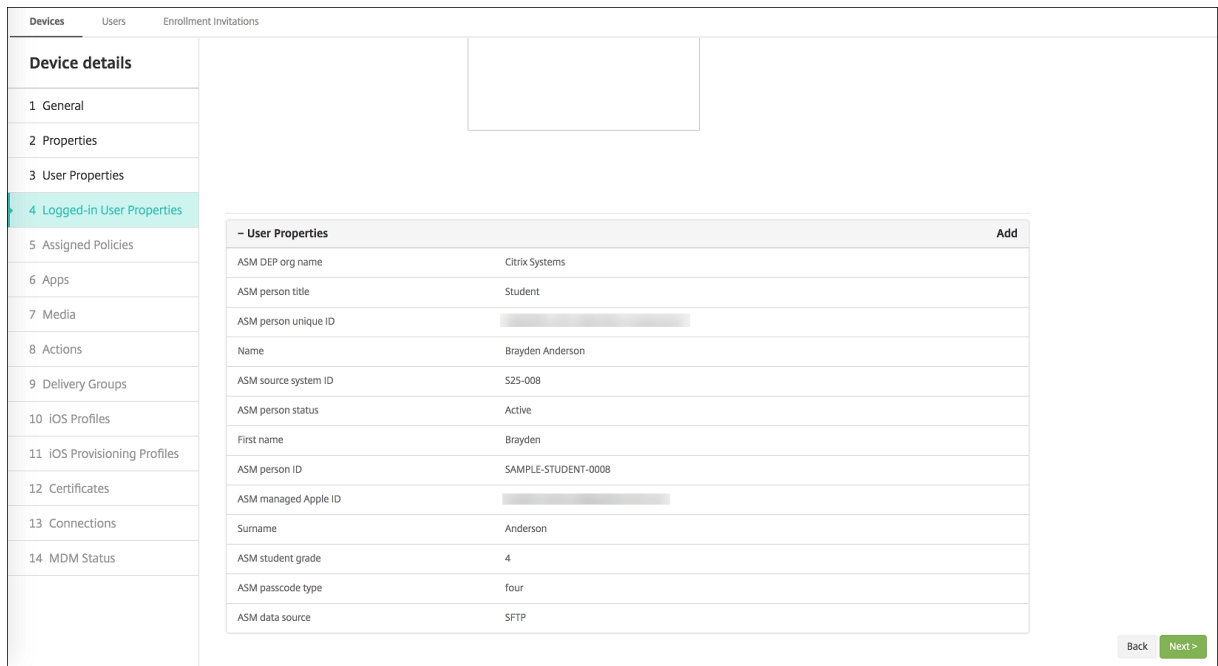 Devices Users Enrollment Invitations
Device details
1 General
2 Properties
3 User Properties
4 Logged-in User Properties
5 Assigned Policies
6 Apps
7 Media
8 Actions
9 Delivery Groups
10 iOS Profiles
11 iOS Provisioning Profiles
12 Certificates
13 Connections
14 MDM Status
– User Properties Add
ASM DEP org name Citrix Systems
ASM person title Student
ASM person unique ID
Name Brayden Anderson
ASM source system ID S25-008
ASM person status Active
First name Brayden
ASM person ID SAMPLE-STUDENT-0008
ASM managed Apple ID
Surname Anderson
ASM student grade 4
ASM passcode type four
ASM data source SFTP
Back Next >